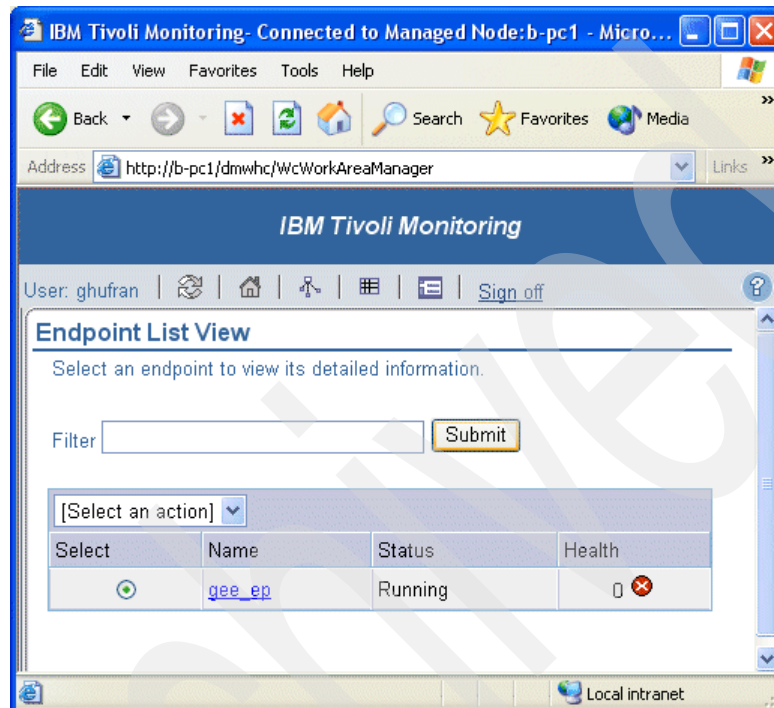 IBM Tivoli Monitoring- Connected to Managed Node:b-pc1 - Micro...
File Edit View Favorites Tools Help
Back Search Favorites Media
Address http://b-pc1/dmwhc/WcWorkAreaManager Links
IBM Tivoli Monitoring
User: ghufran Sign off ?
Endpoint List View
Select an endpoint to view its detailed information.
Filter Submit
[Select an action]
Select Name Status Health
gee_ep Running 0
Local intranet